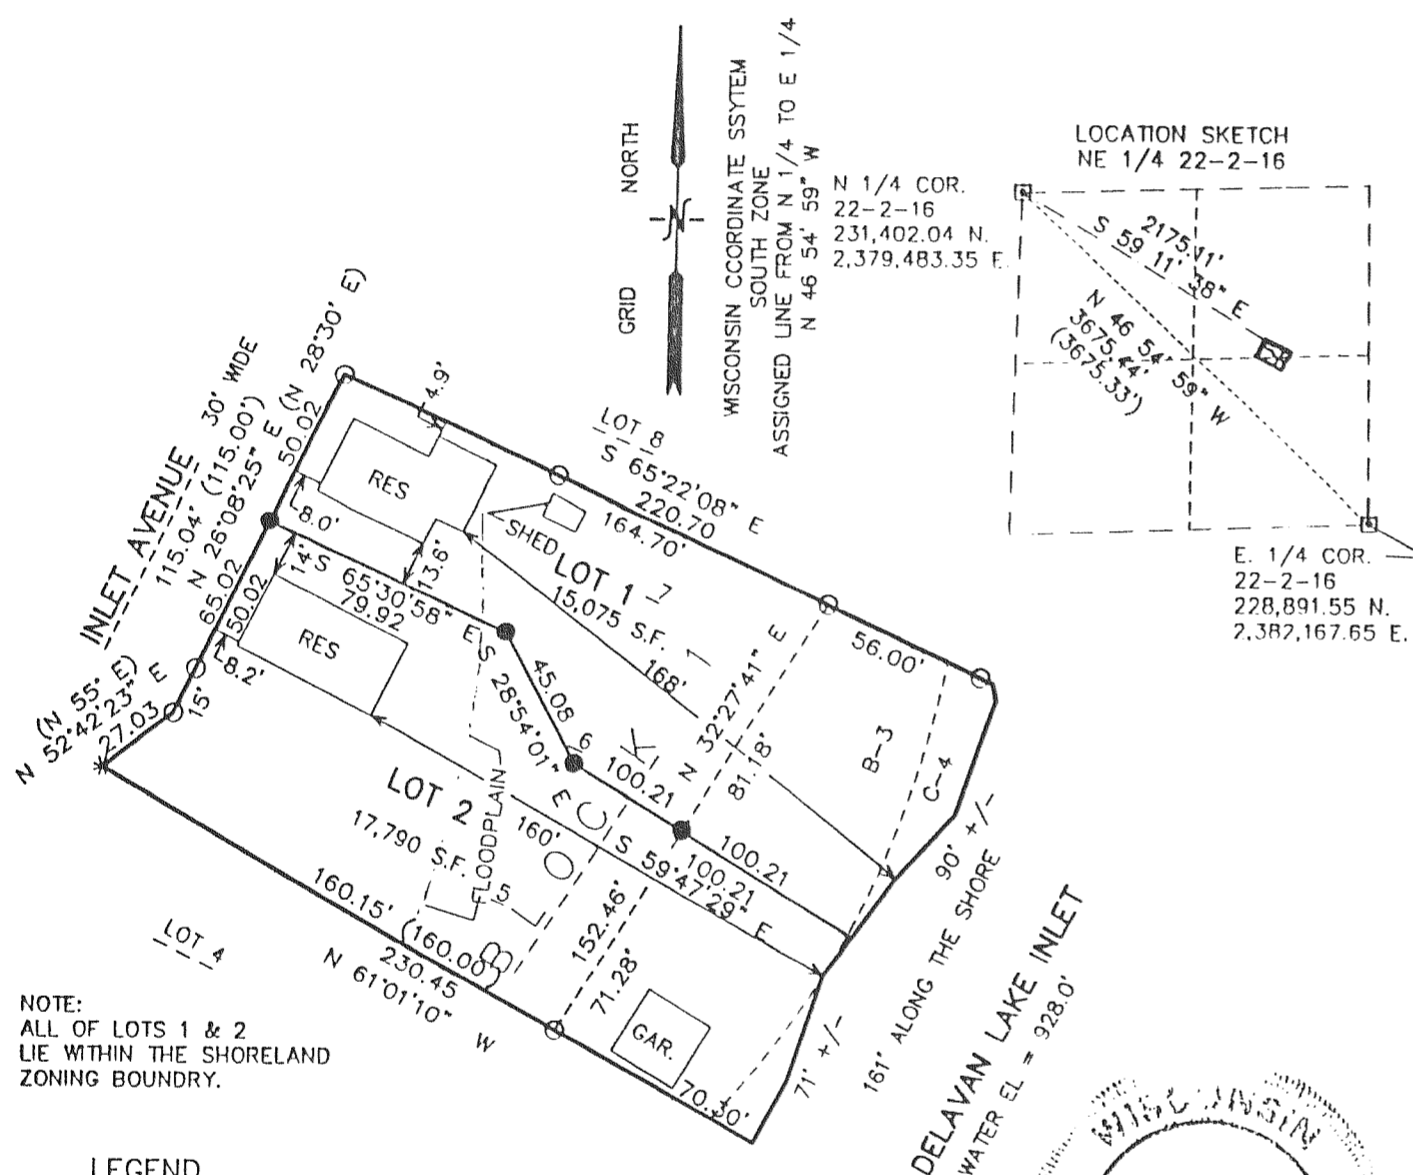 NORTH
N
GRID
WISCONSIN CCORDINATE SSYTEM
SOUTH ZONE
ASSIGNED LINE FROM N 1/4 TO E 1/4
N 46 54' 59" W
LOCATION SKETCH
NE 1/4 22-2-16
N 1/4 COR.
22-2-16
231,402.04 N.
2,379,483.35 E.
2175.11'
S 59 11' 38" E
N 46 54' 59" W
3675.44'
(3675.33')
28
E. 1/4 COR.
22-2-16
228,891.55 N.
2,382,167.65 E.
INLET AVENUE 30' WIDE
115.04' (115.00')
N 26°08'25" E (N 28°30' E)
50.02
65.02
50.02
4.9'
RES
8.0'
LOT 8
S 65°22'08" E
220.70
164.70'
56.00'
SHED
LOT 1
15,075 S.F.
7
1
14'
S 65°30'58" E
79.92
13.6'
RES
8.2'
15'
(N 55° E)
N 52°42'23" E
27.03
S 28°54'01" E
45.08
168'
N 32°27'41" E
81.18'
B-3
C-4
6
100.21
100.21
100.21
S 59°47'29" E
BLOCK
LOT 2
17,790 S.F.
160'
FLOODPLAIN
5
160.15'
(160.00')
230.45
N 61°01'10" W
152.46'
71.28'
GAR.
70.30'
LOT 4
90' +/-
71' +/-
161' ALONG THE SHORE
DELAVAN LAKE INLET
WATER EL = 928.0'
NOTE:
ALL OF LOTS 1 & 2
LIE WITHIN THE SHORELAND
ZONING BOUNDRY.
LEGEND
WISCONSIN